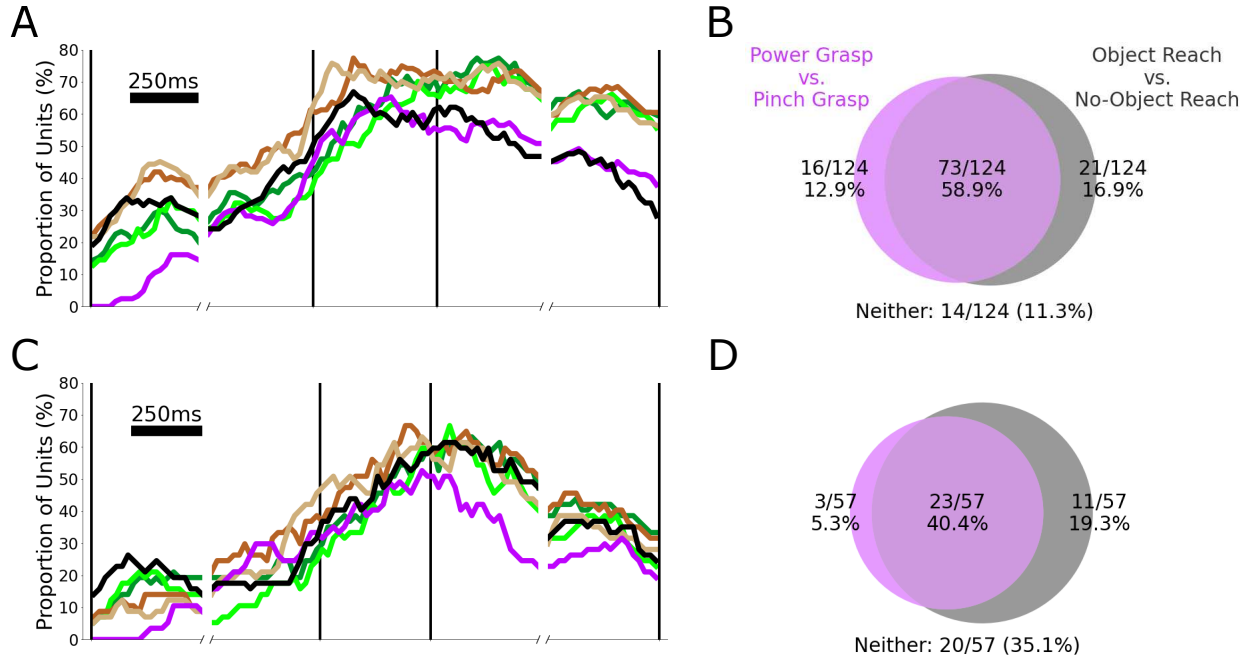 A
Proportion of Units (%)
80
70
60
50
40
30
20
10
0
250ms
B
Power Grasp
vs.
Pinch Grasp
Object Reach
vs.
No-Object Reach
16/124
12.9%
73/124
58.9%
21/124
16.9%
Neither: 14/124 (11.3%)
C
Proportion of Units (%)
80
70
60
50
40
30
20
10
0
250ms
D
3/57
5.3%
23/57
40.4%
11/57
19.3%
Neither: 20/57 (35.1%)